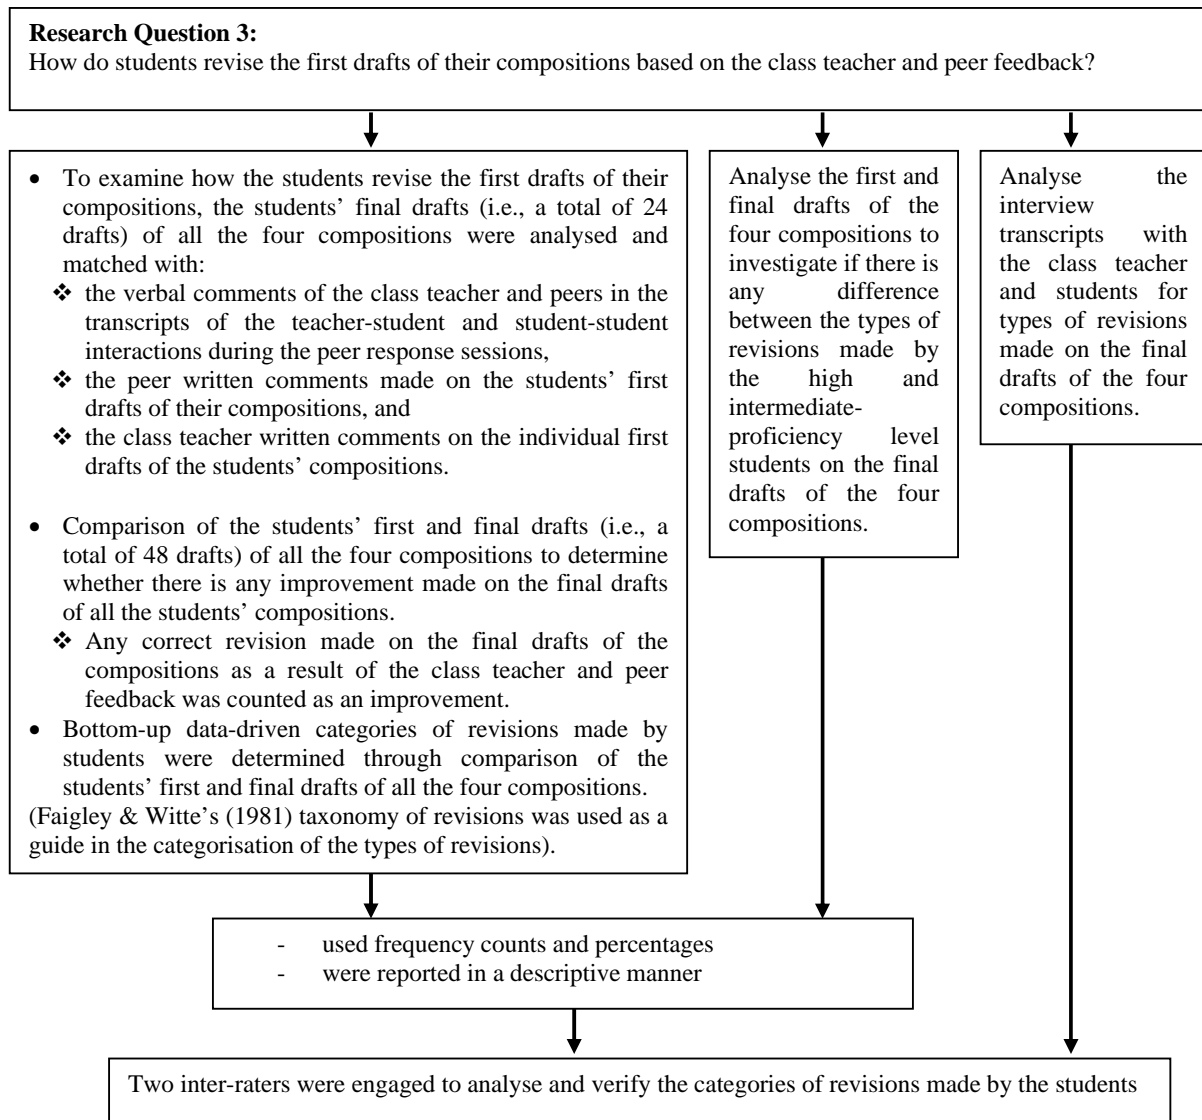 Research Question 3:
How do students revise the first drafts of their compositions based on the class teacher and peer feedback?
• To examine how the students revise the first drafts of their
compositions, the students’ final drafts (i.e., a total of 24
drafts) of all the four compositions were analysed and
matched with:
❖ the verbal comments of the class teacher and peers in the
transcripts of the teacher-student and student-student
interactions during the peer response sessions,
❖ the peer written comments made on the students’ first
drafts of their compositions, and
❖ the class teacher written comments on the individual first
drafts of the students’ compositions.
• Comparison of the students’ first and final drafts (i.e., a
total of 48 drafts) of all the four compositions to determine
whether there is any improvement made on the final drafts
of all the students’ compositions.
❖ Any correct revision made on the final drafts of the
compositions as a result of the class teacher and peer
feedback was counted as an improvement.
• Bottom-up data-driven categories of revisions made by
students were determined through comparison of the
students’ first and final drafts of all the four compositions.
(Faigley & Witte’s (1981) taxonomy of revisions was used as a
guide in the categorisation of the types of revisions).
Analyse the first and
final drafts of the
four compositions to
investigate if there is
any difference
between the types of
revisions made by
the high and
intermediate-
proficiency level
students on the final
drafts of the four
compositions.
Analyse the
interview
transcripts with
the class teacher
and students for
types of revisions
made on the final
drafts of the four
compositions.
- used frequency counts and percentages
- were reported in a descriptive manner
Two inter-raters were engaged to analyse and verify the categories of revisions made by the students